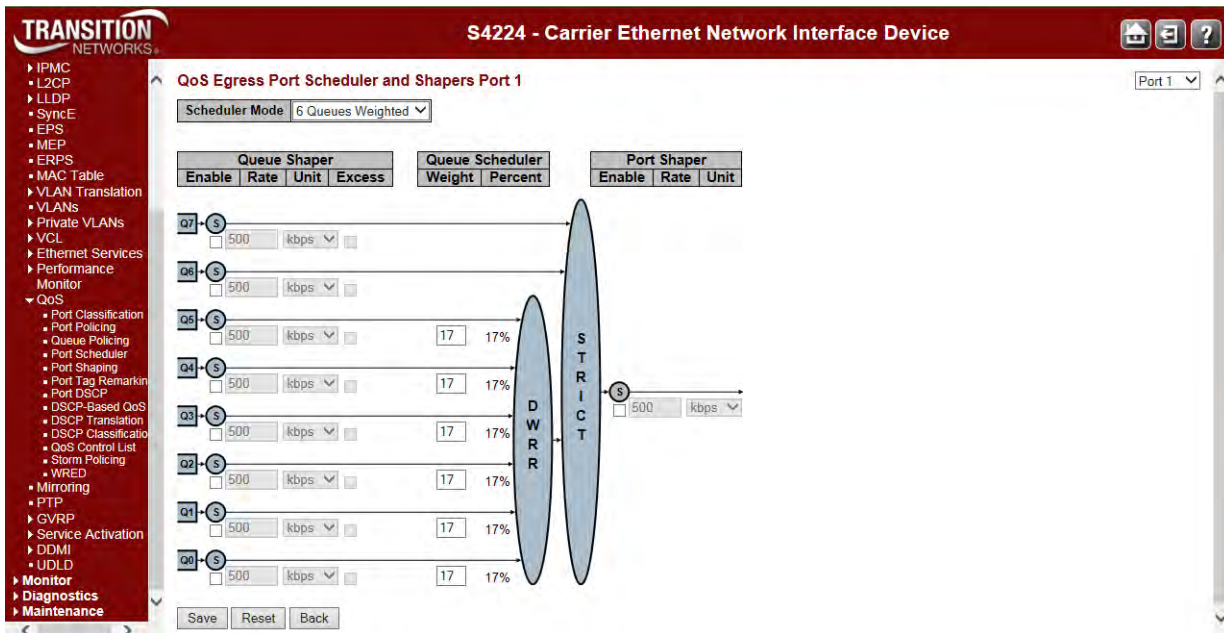 TRANSITION
NETWORKS®
S4224 - Carrier Ethernet Network Interface Device
?
IPMC
L2CP
LLDP
SyncE
EPS
MEP
ERPS
MAC Table
VLAN Translation
VLANs
Private VLANs
VCL
Ethernet Services
Performance
Monitor
QoS
Port Classification
Port Policing
Queue Policing
Port Scheduler
Port Shaping
Port Tag Remarkin
Port DSCP
DSCP-Based QoS
DSCP Translation
DSCP Classificatio
QoS Control List
Storm Policing
WRED
Mirroring
PTP
GVRP
Service Activation
DDMI
UDLD
Monitor
Diagnostics
Maintenance
QoS Egress Port Scheduler and Shapers Port 1
Port 1
Scheduler Mode 6 Queues Weighted
Queue Shaper Queue Scheduler Port Shaper
Enable Rate Unit Excess Weight Percent Enable Rate Unit
Q7 S
500 kbps
Q6 S
500 kbps
Q5 S
500 kbps 17 17%
Q4 S
500 kbps 17 17%
Q3 S
500 kbps 17 17%
Q2 S
500 kbps 17 17%
Q1 S
500 kbps 17 17%
Q0 S
500 kbps 17 17%
DWRR
STRICT
S
500 kbps
Save Reset Back